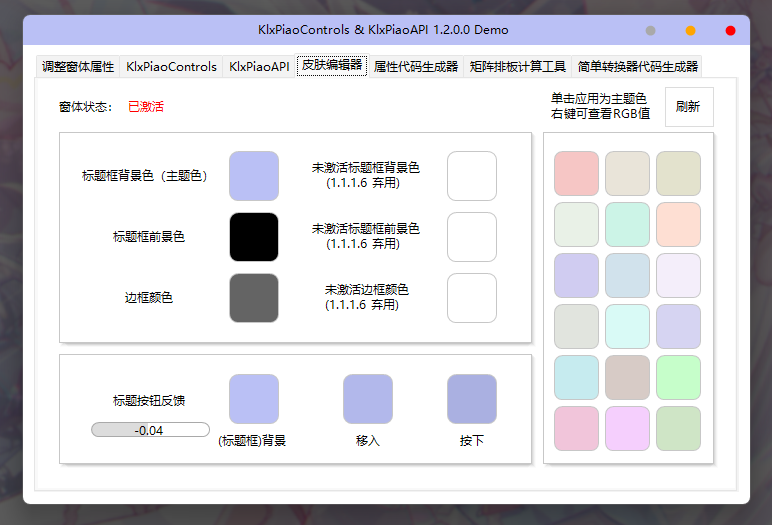 KlxPiaoControls & KlxPiaoAPI 1.2.0.0 Demo
调整窗体属性 KlxPiaoControls KlxPiaoAPI 皮肤编辑器 属性代码生成器 矩阵排板计算工具 简单转换器代码生成器
窗体状态： 已激活
单击应用为主题色
右键可查看RGB值
刷新
标题框背景色（主题色）
未激活标题框背景色
(1.1.1.6 弃用)
标题框前景色
未激活标题框前景色
(1.1.1.6 弃用)
边框颜色
未激活边框颜色
(1.1.1.6 弃用)
标题按钮反馈
-0.04
(标题框)背景
移入
按下